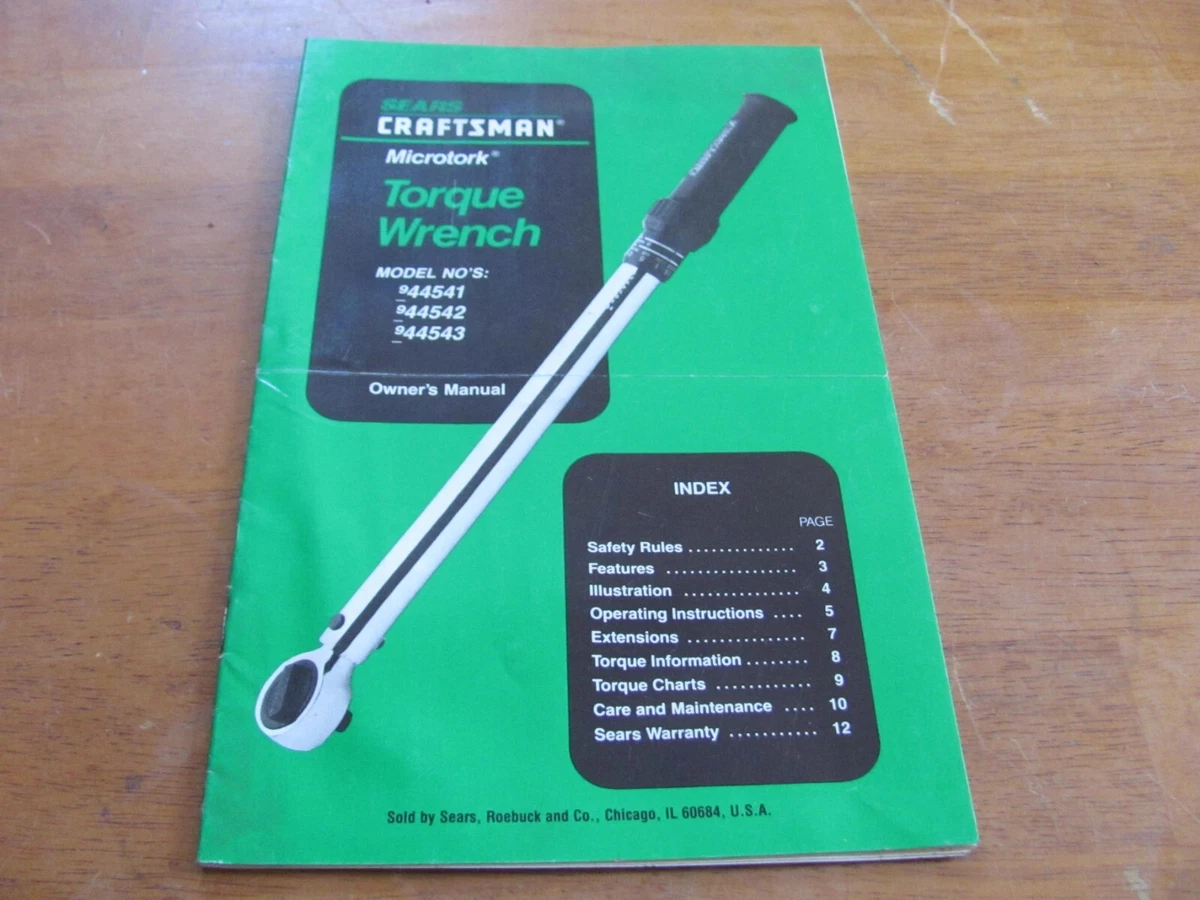 SEARS
CRAFTSMAN®
Microtork®
Torque
Wrench
MODEL NO'S:
944541
944542
944543
Owner's Manual
CRAFTSMAN
INDEX
PAGE
Safety Rules .............. 2
Features ................. 3
Illustration ............... 4
Operating Instructions .... 5
Extensions ............... 7
Torque Information ........ 8
Torque Charts ............ 9
Care and Maintenance .... 10
Sears Warranty ........... 12
Sold by Sears, Roebuck and Co., Chicago, IL 60684, U.S.A.